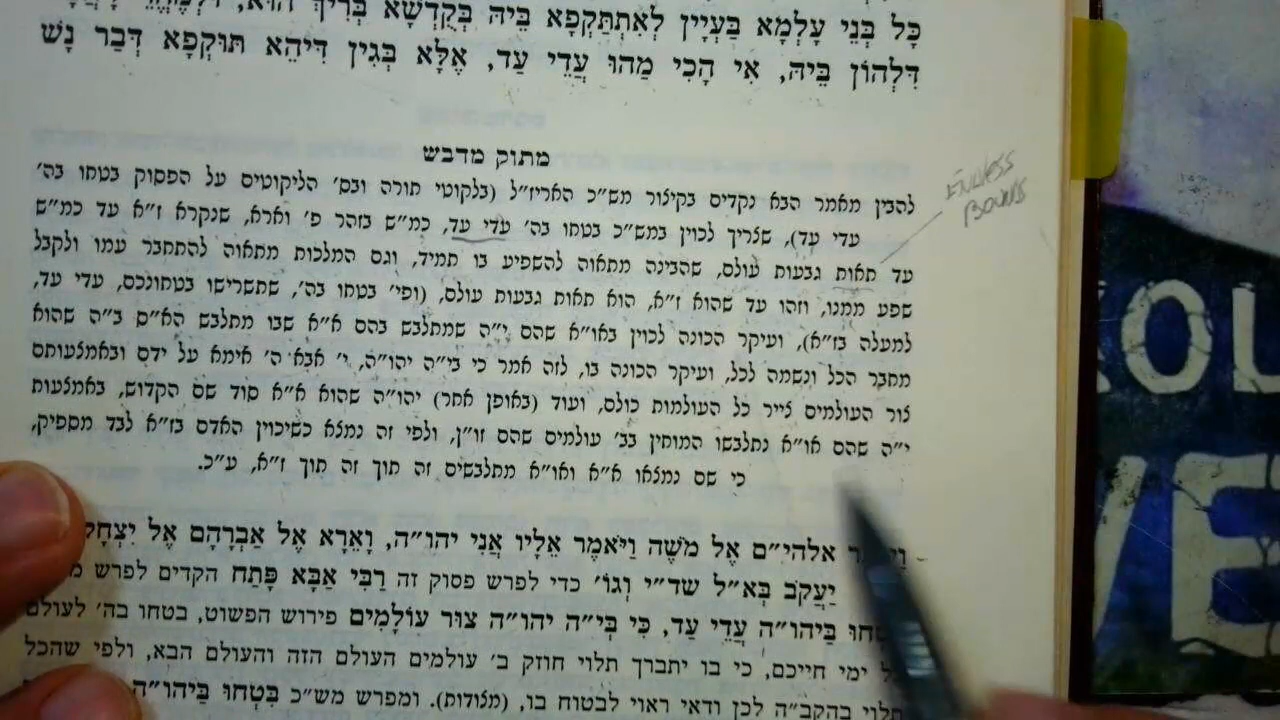 כָּל בְּנֵי עָלְמָא בַּעְיָין לְאִתְתַּקְפָא בֵּיהּ בְּקֻדְשָׁא בְּרִיךְ הוּא,
דִּלְהוֹן בֵּיהּ, אִי הָכִי מַהוּ עֲדֵי עַד, אֶלָּא בְּגִין דִּיהֵא תּוּקְפָא דְּבַר נָשׁ
מתוק מדבש
להבין מאמר הבא נקדים בקיצור מש״כ האריז״ל (בלקוטי תורה ובס׳ הליקוטים על הפסוק בטחו בה׳
עדי עד), שצריך לכוין במש״כ בטחו בה׳ עדי עד, כמ״ש בזהר פ׳ וארא, שנקרא ז״א עד כמ״ש
עד תאות גבעות עולם, שהבינה מתאוה להשפיע בו תמיד, וגם המלכות מתאוה להתחבר עמו ולקבל
שפע ממנו, וזהו עד שהוא ז״א, הוא תאות גבעות עולם, (ופי׳ בטחו בה׳, שתשרישו בטחונכם, עדי עד,
למעלה בז״א), ועיקר הכונה לכוין באו״א שהם י״ה שמתלבש בהם א״א שבו מתלבש הא״ס ב״ה שהוא
מחבר הכל ונשמה לכל, ועיקר הכונה בו, לזה אמר כי בי״ה יהו״ה, י׳ אבא ה׳ אימא על ידם ובאמצעותם
צור העולמים צייר כל העולמות כולם, ועוד (באופן אחר) יהו״ה שהוא א״א סוד שם הקדוש, באמצעות
י״ה שהם או״א נתלבשו המוחין בב׳ עולמים שהם זו״ן, ולפי זה נמצא כשיכוין האדם בז״א לבד מספיק,
כי שם נמצאו א״א ואו״א מתלבשים זה תוך זה תוך ז״א, ע״כ.
ENDLESS
BOUNDS
אלהי״ם אֶל מֹשֶׁה וַיֹּאמֶר אֵלָיו אֲנִי יהו״ה, וָאֵרָא אֶל אַבְרָהָם אֶל יִצְחָק
יַעֲקֹב בְּא״ל שד״י וְגוֹ׳ כדי לפרש פסוק זה רַבִּי אַבָּא פָּתַח הקדים לפרש
בַּיהו״ה עֲדֵי עַד, כִּי בְּי״ה יהו״ה צוּר עוֹלָמִים פירוש הפשוט, בטחו בה׳ לעולם
ימי חייכם, כי בו יתברך תלוי חוזק ב׳ עולמים העולם הזה והעולם הבא, ולפי שהכל
תלוי בהקב״ה לכן ודאי ראוי לבטוח בו, (מצודות). ומפרש מש״כ בִּטְחוּ בַּיהו״ה